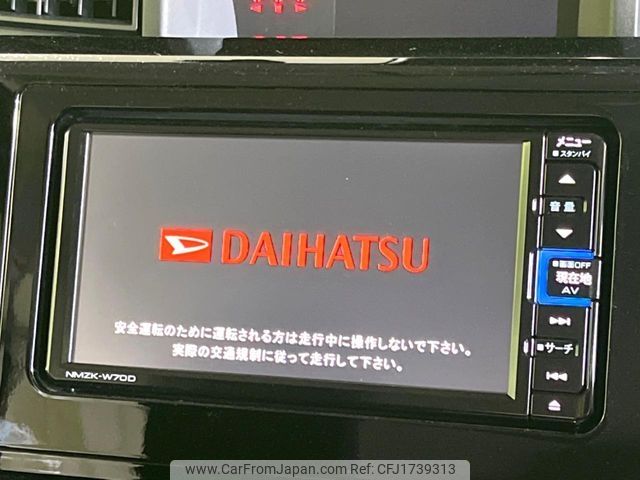 メニュー
■スタンバイ
音量
DAIHATSU
■画面OFF
現在地
AV
安全運転のために運転される方は走行中に操作しないで下さい。
実際の交通規制に従って走行して下さい。
■サーチ
NMZK-W70D
www.CarFromJapan.com REF:CFJ1739313